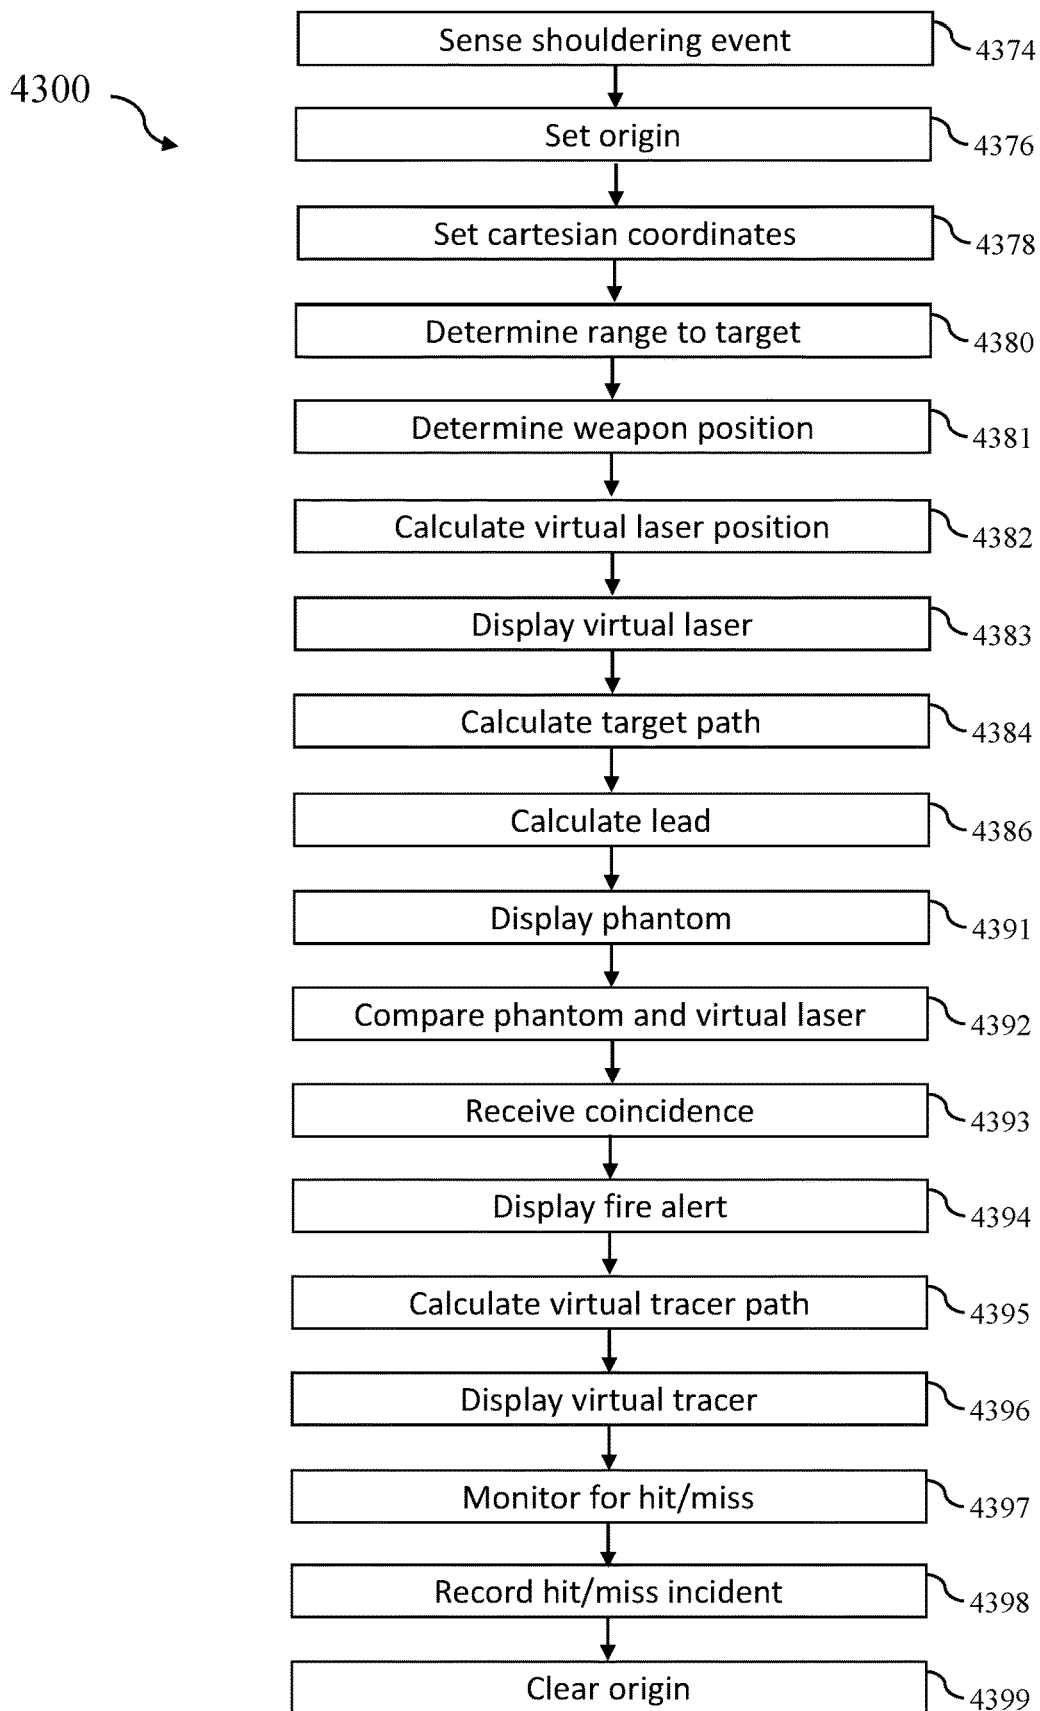 Sense shouldering event 4374
4300
Set origin 4376
Set cartesian coordinates 4378
Determine range to target 4380
Determine weapon position 4381
Calculate virtual laser position 4382
Display virtual laser 4383
Calculate target path 4384
Calculate lead 4386
Display phantom 4391
Compare phantom and virtual laser 4392
Receive coincidence 4393
Display fire alert 4394
Calculate virtual tracer path 4395
Display virtual tracer 4396
Monitor for hit/miss 4397
Record hit/miss incident 4398
Clear origin 4399